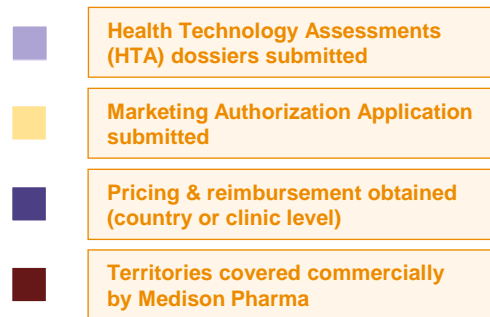 Health Technology Assessments
(HTA) dossiers submitted
Marketing Authorization Application
submitted
Pricing & reimbursement obtained
(country or clinic level)
Territories covered commercially
by Medison Pharma